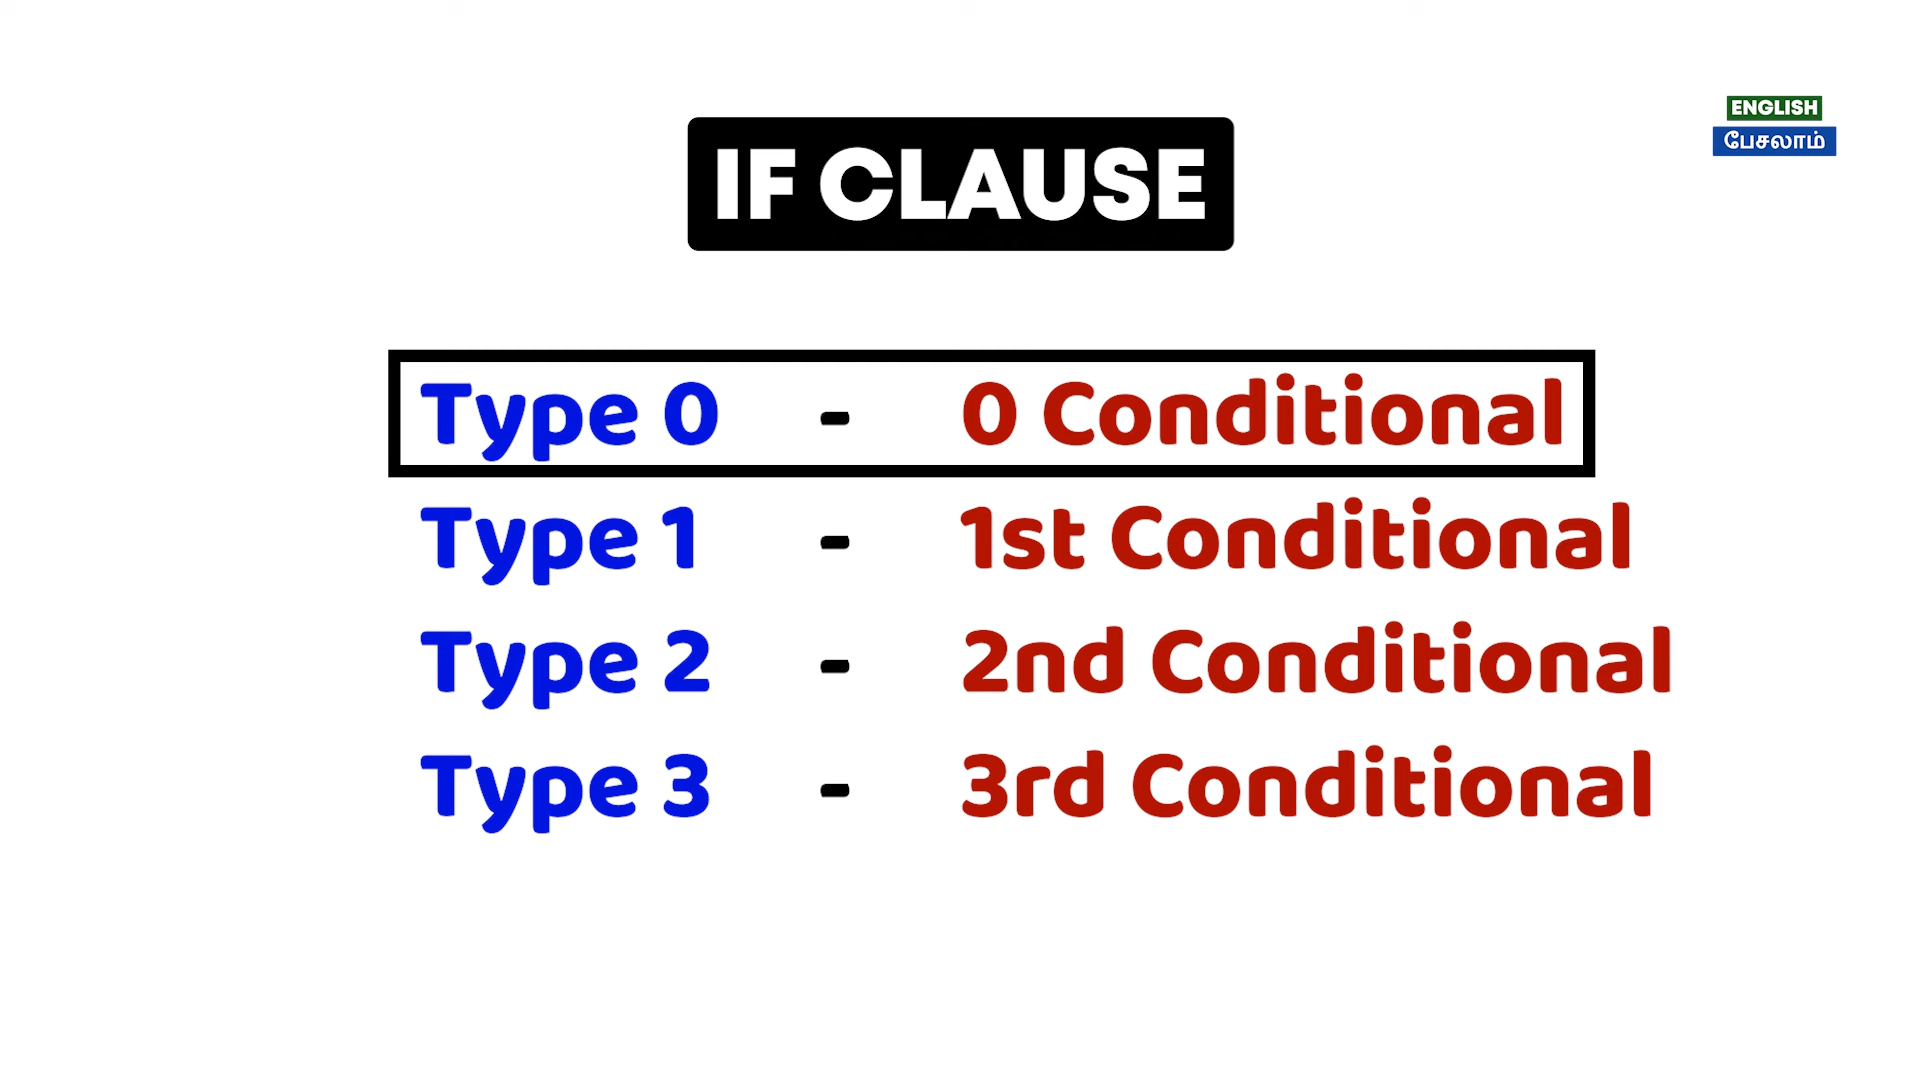 ENGLISH
பேசலாம்
IF CLAUSE
Type 0 - 0 Conditional
Type 1 - 1st Conditional
Type 2 - 2nd Conditional
Type 3 - 3rd Conditional